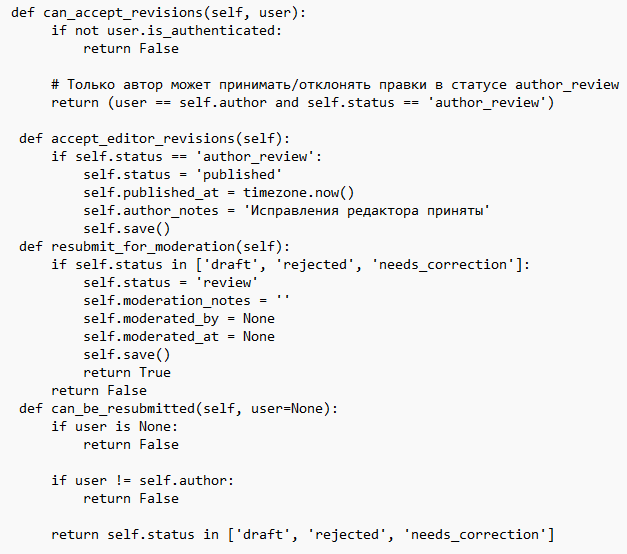 def can_accept_revisions(self, user):
    if not user.is_authenticated:
        return False

    # Только автор может принимать/отклонять правки в статусе author_review
    return (user == self.author and self.status == 'author_review')

def accept_editor_revisions(self):
    if self.status == 'author_review':
        self.status = 'published'
        self.published_at = timezone.now()
        self.author_notes = 'Исправления редактора приняты'
        self.save()
def resubmit_for_moderation(self):
    if self.status in ['draft', 'rejected', 'needs_correction']:
        self.status = 'review'
        self.moderation_notes = ''
        self.moderated_by = None
        self.moderated_at = None
        self.save()
        return True
    return False
def can_be_resubmitted(self, user=None):
    if user is None:
        return False

    if user != self.author:
        return False

    return self.status in ['draft', 'rejected', 'needs_correction']